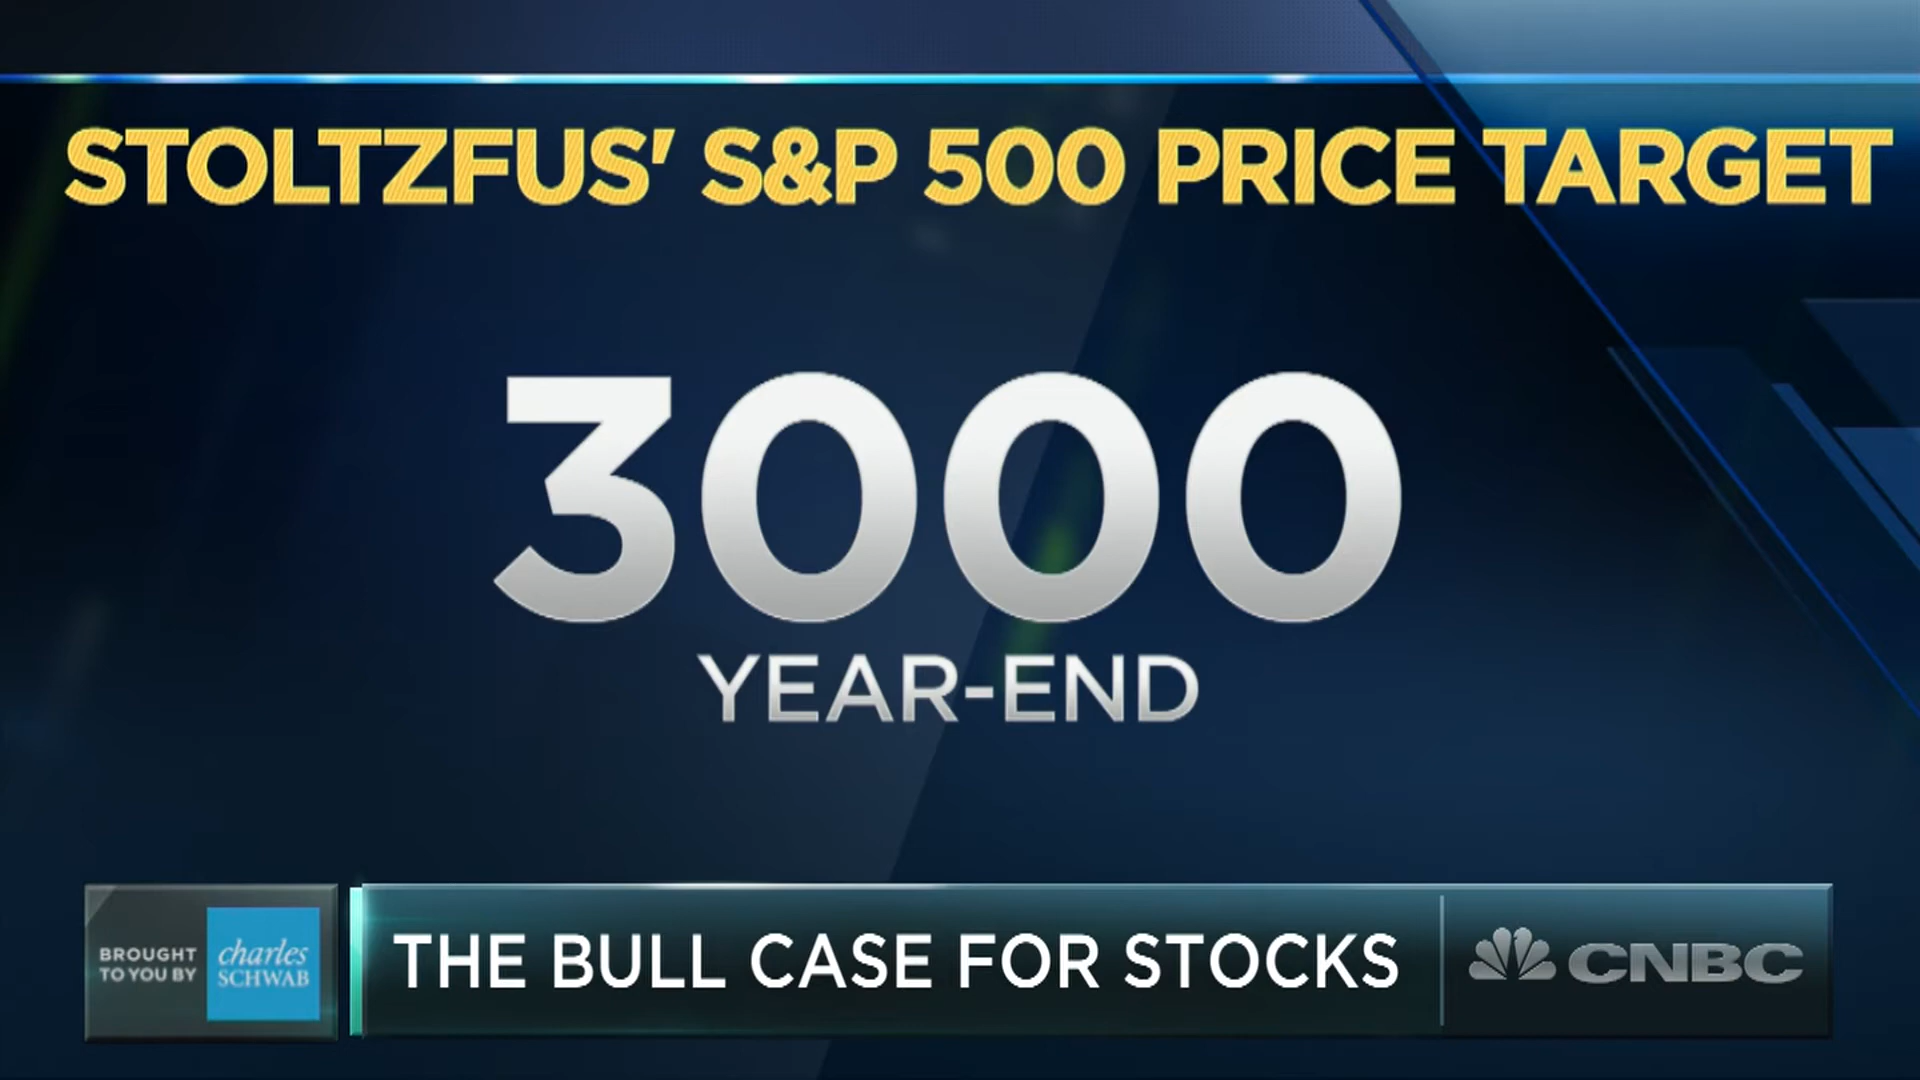 STOLTZFUS' S&P 500 PRICE TARGET
3000
YEAR-END
BROUGHT
TO YOU BY
charles
SCHWAB
THE BULL CASE FOR STOCKS
CNBC